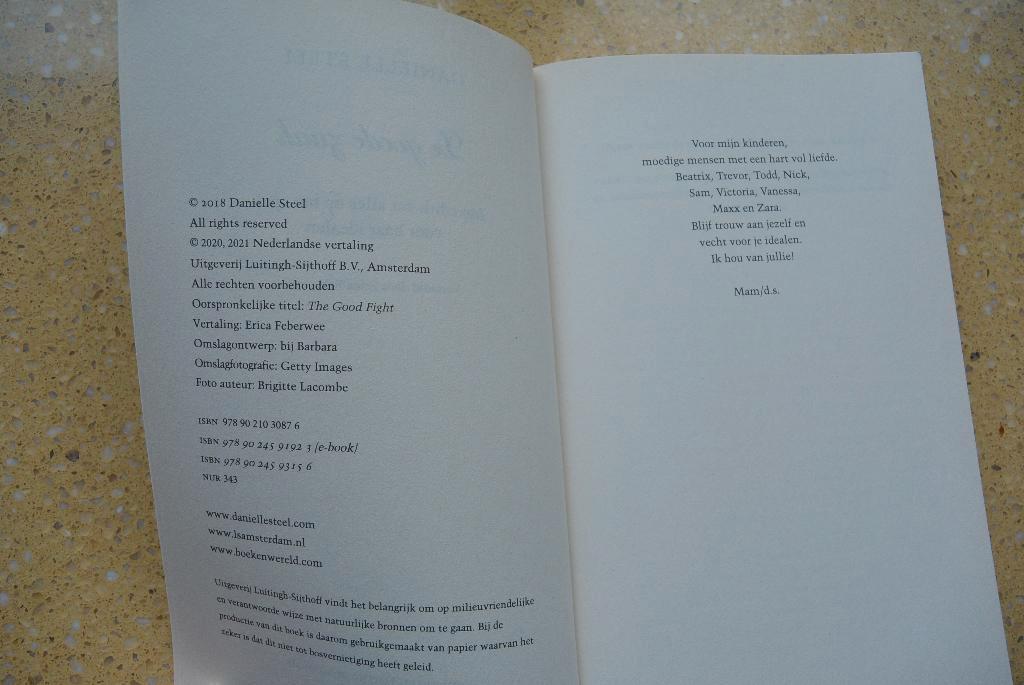 © 2018 Danielle Steel
All rights reserved
© 2020, 2021 Nederlandse vertaling
Uitgeverij Luitingh-Sijthoff B.V., Amsterdam
Alle rechten voorbehouden
Oorspronkelijke titel: The Good Fight
Vertaling: Erica Feberwee
Omslagontwerp: bij Barbara
Omslagfotografie: Getty Images
Foto auteur: Brigitte Lacombe
ISBN 978 90 210 3087 6
ISBN 978 90 245 9192 3 (e-book)
ISBN 978 90 245 9315 6
NUR 343
www.daniellesteel.com
www.lsamsterdam.nl
www.boekenwereld.com
Uitgeverij Luitingh-Sijthoff vindt het belangrijk om op milieuvriendelijke
en verantwoorde wijze met natuurlijke bronnen om te gaan. Bij de
productie van dit boek is daarom gebruikgemaakt van papier waarvan het
zeker is dat dit niet tot bosvernietiging heeft geleid.
Voor mijn kinderen,
moedige mensen met een hart vol liefde.
Beatrix, Trevor, Todd, Nick,
Sam, Victoria, Vanessa,
Maxx en Zara.
Blijf trouw aan jezelf en
vecht voor je idealen.
Ik hou van jullie!
Mam/d.s.